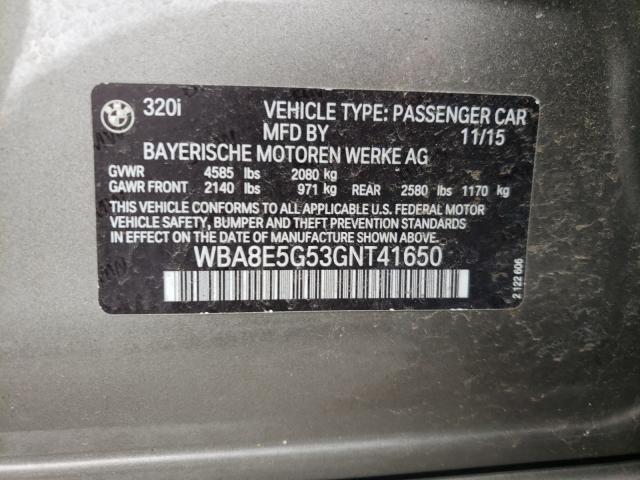 BMW 320i VEHICLE TYPE: PASSENGER CAR
MFD BY 11/15
BAYERISCHE MOTOREN WERKE AG
GVWR 4585 lbs 2080 kg
GAWR FRONT 2140 lbs 971 kg REAR 2580 lbs 1170 kg
THIS VEHICLE CONFORMS TO ALL APPLICABLE U.S. FEDERAL MOTOR
VEHICLE SAFETY, BUMPER AND THEFT PREVENTION STANDARDS
IN EFFECT ON THE DATE OF MANUFACTURE SHOWN ABOVE.
WBA8E5G53GNT41650
2 122 606